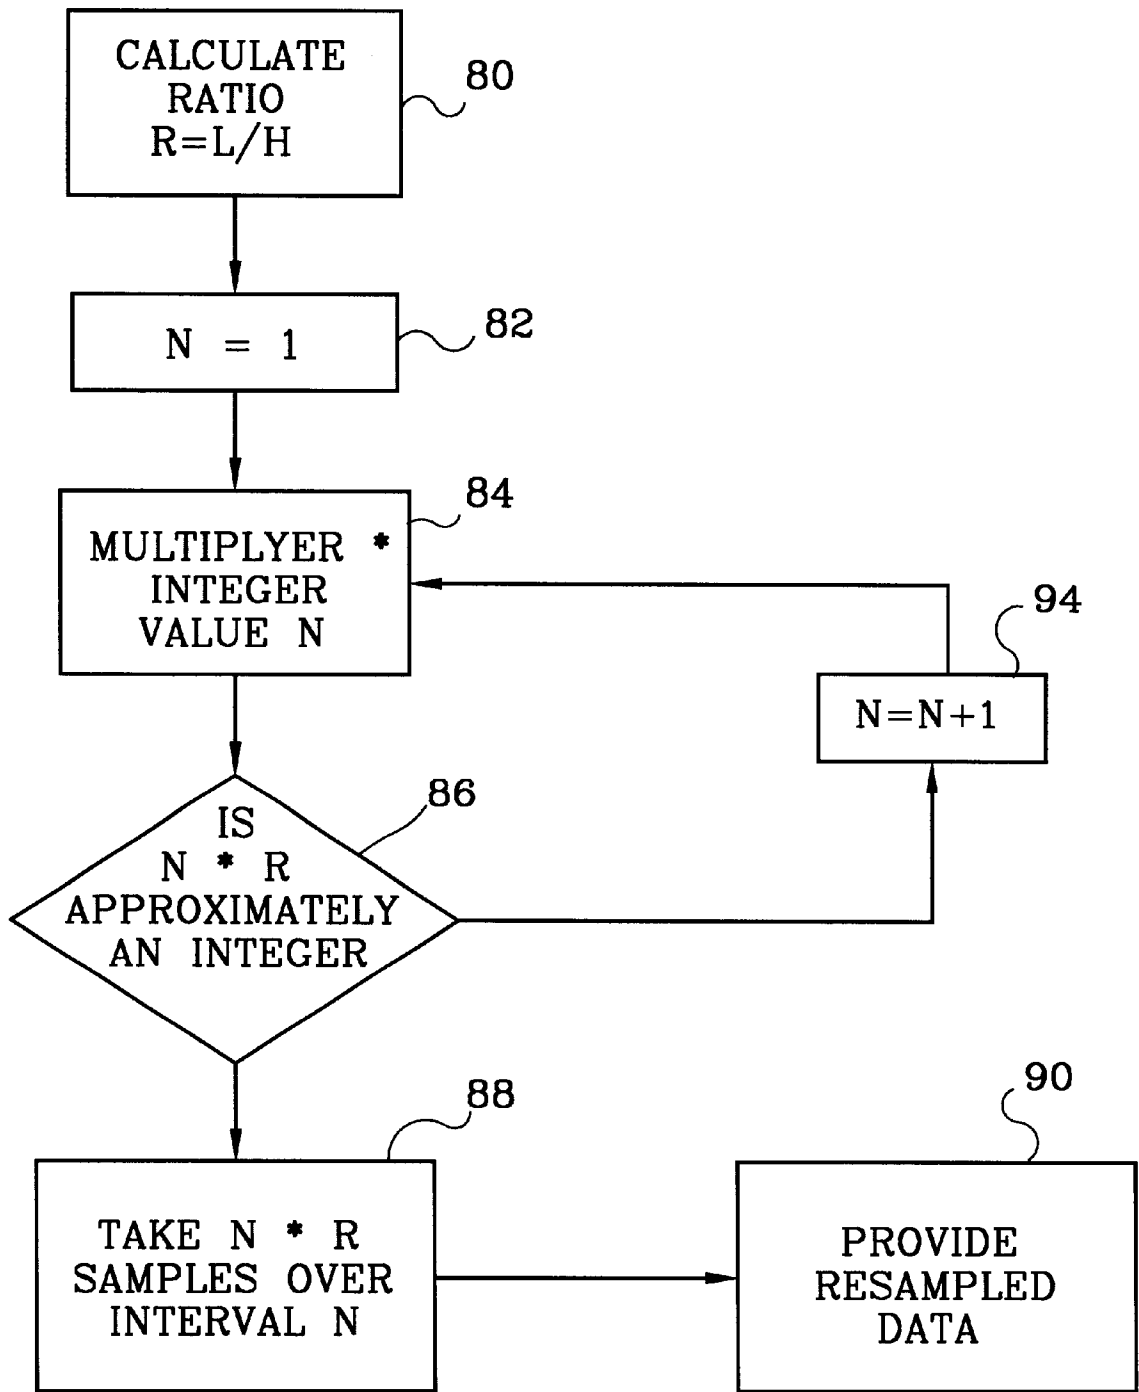 CALCULATE
RATIO
R=L/H
80
N = 1
82
84
MULTIPLYER *
INTEGER
VALUE N
94
N=N+1
86
IS
N * R
APPROXIMATELY
AN INTEGER
88
TAKE N * R
SAMPLES OVER
INTERVAL N
90
PROVIDE
RESAMPLED
DATA